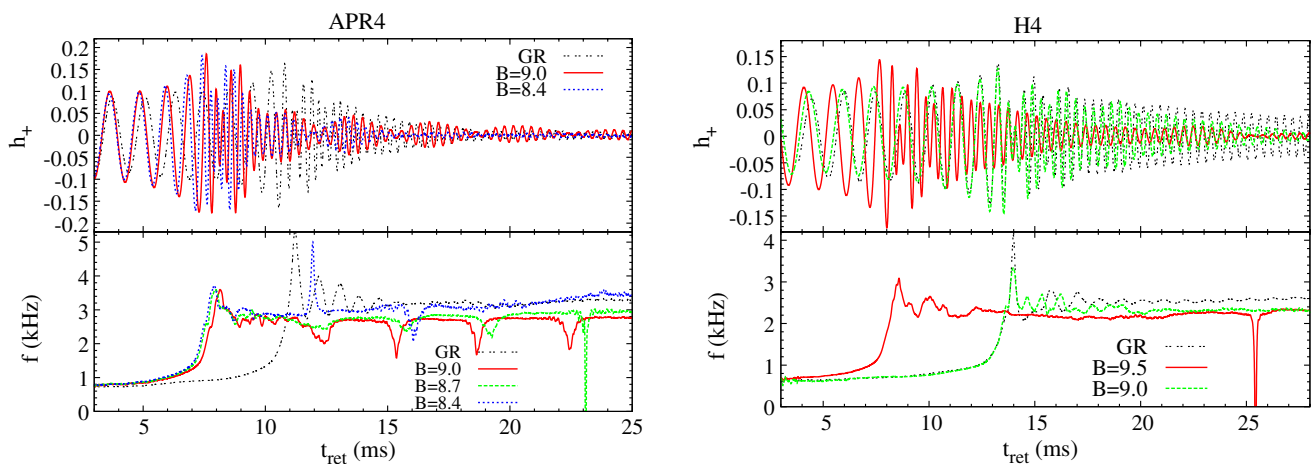 APR4
0.2
0.15
0.1
0.05
0
-0.05
-0.1
-0.15
-0.2
h+
GR
B=9.0
B=8.4
5
4
3
2
1
0
f (kHz)
GR
B=9.0
B=8.7
B=8.4
5 10 15 20 25
t_ret (ms)
H4
0.15
0.1
0.05
0
-0.05
-0.1
-0.15
h+
4
3
2
1
0
f (kHz)
GR
B=9.5
B=9.0
5 10 15 20 25
t_ret (ms)